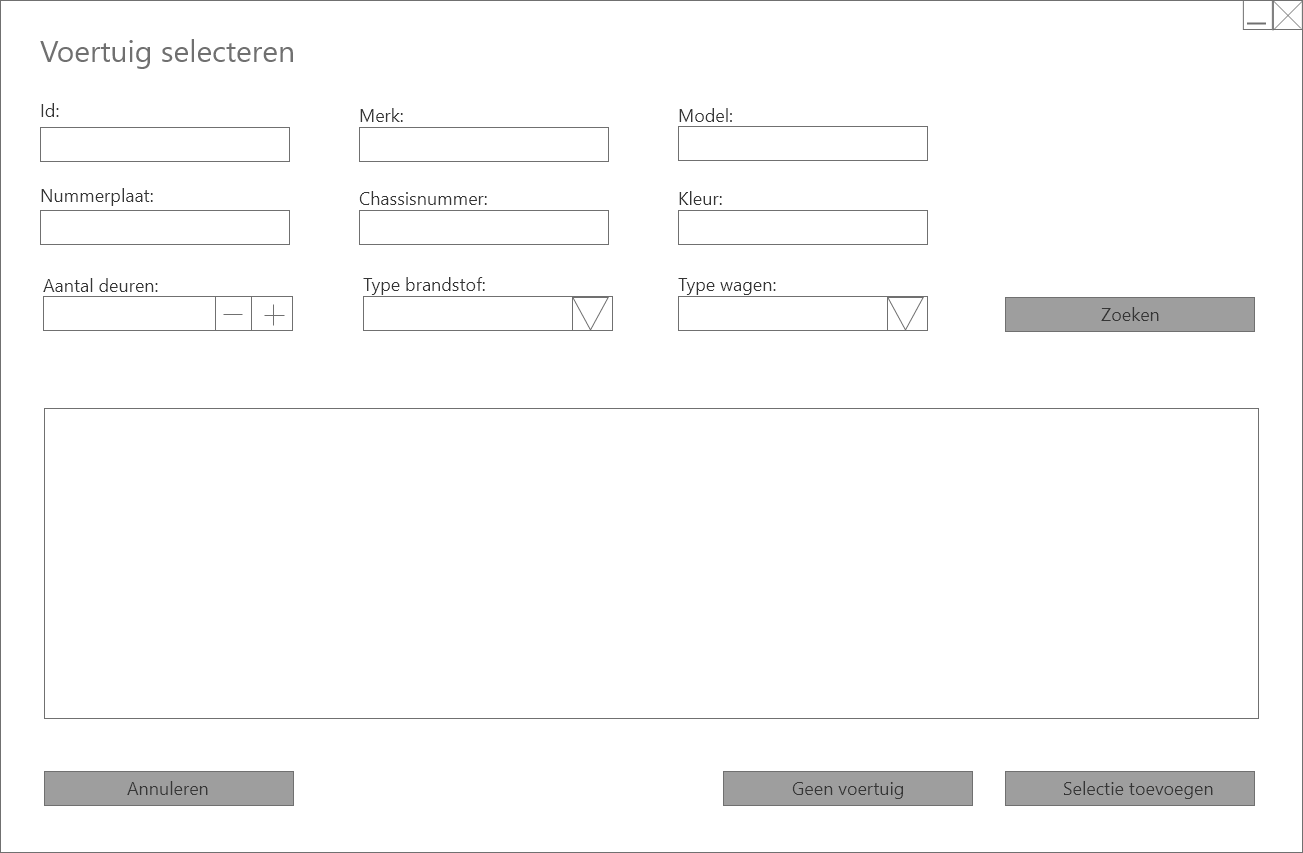 Voertuig selecteren
Id:
Merk:
Model:
Nummerplaat:
Chassisnummer:
Kleur:
Aantal deuren:
Type brandstof:
Type wagen:
Zoeken
Annuleren
Geen voertuig
Selectie toevoegen